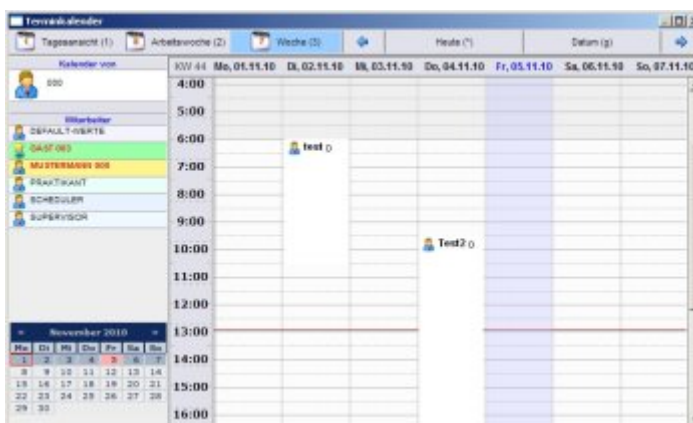 Terminkalender
Tagesansicht (1) Arbeitswoche (2) Woche (3) Heute (*) Datum (g)
Kalender von
000
Mitarbeiter
DEFAULT-WERTE
GAST 003
MUSTERMANN 000
PRAKTIKANT
SCHEDULER
SUPERVISOR
KW 44 Mo, 01.11.10 Di, 02.11.10 Mi, 03.11.10 Do, 04.11.10 Fr, 05.11.10 Sa, 06.11.10 So, 07.11.10
4:00
5:00
6:00
test ()
7:00
8:00
9:00
Test2 ()
10:00
11:00
12:00
13:00
14:00
15:00
16:00
November 2010
Mo Di Mi Do Fr Sa So
1 2 3 4 5 6 7
8 9 10 11 12 13 14
15 16 17 18 19 20 21
22 23 24 25 26 27 28
29 30